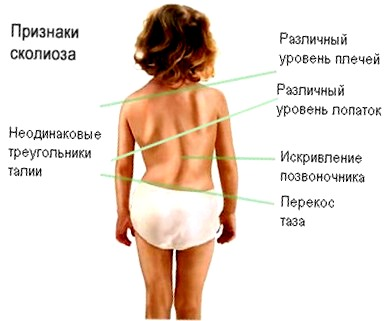 Признаки
сколиоза
Различный
уровень плечей
Различный
уровень лопаток
Неодинаковые
треугольники
талии
Искривление
позвоночника
Перекос
таза